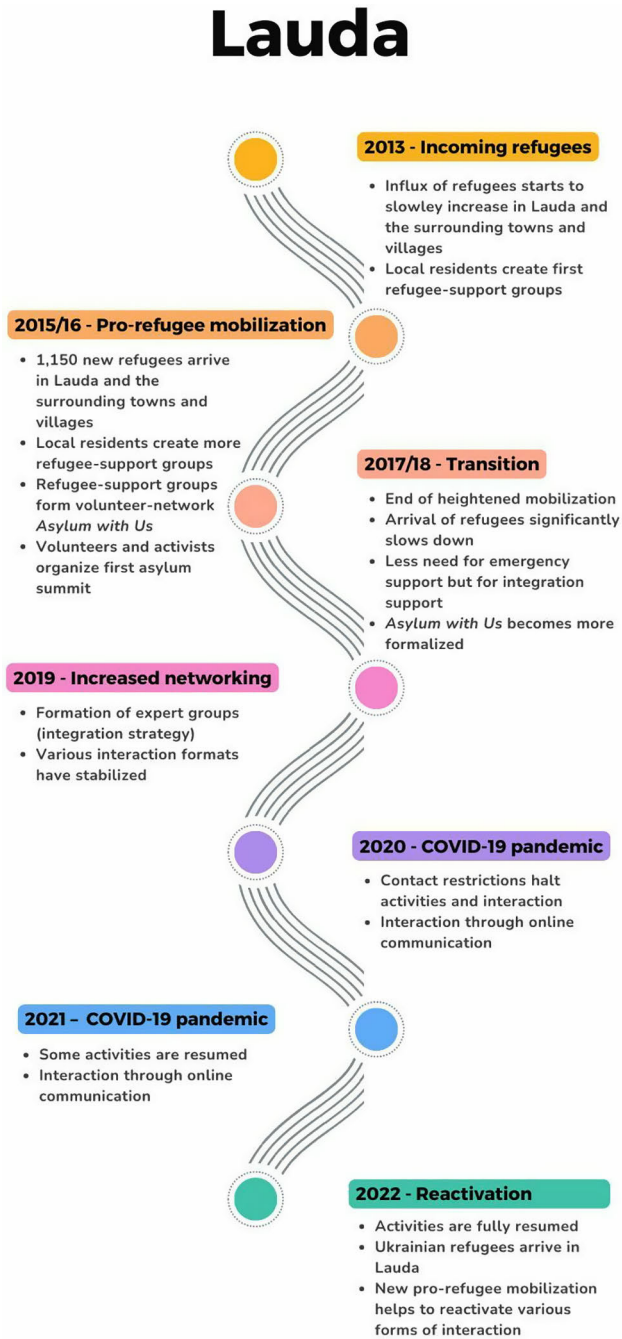 Lauda
2013 - Incoming refugees
• Influx of refugees starts to
slowley increase in Lauda and
the surrounding towns and
villages
• Local residents create first
refugee-support groups
2015/16 - Pro-refugee mobilization
• 1,150 new refugees arrive
in Lauda and the
surrounding towns and
villages
• Local residents create more
refugee-support groups
• Refugee-support groups
form volunteer-network
Asylum with Us
• Volunteers and activists
organize first asylum
summit
2017/18 - Transition
• End of heightened mobilization
• Arrival of refugees significantly
slows down
• Less need for emergency
support but for integration
support
• Asylum with Us becomes more
formalized
2019 - Increased networking
• Formation of expert groups
(integration strategy)
• Various interaction formats
have stabilized
2020 - COVID-19 pandemic
• Contact restrictions halt
activities and interaction
• Interaction through online
communication
2021 – COVID-19 pandemic
• Some activities are resumed
• Interaction through online
communication
2022 - Reactivation
• Activities are fully resumed
• Ukrainian refugees arrive in
Lauda
• New pro-refugee mobilization
helps to reactivate various
forms of interaction